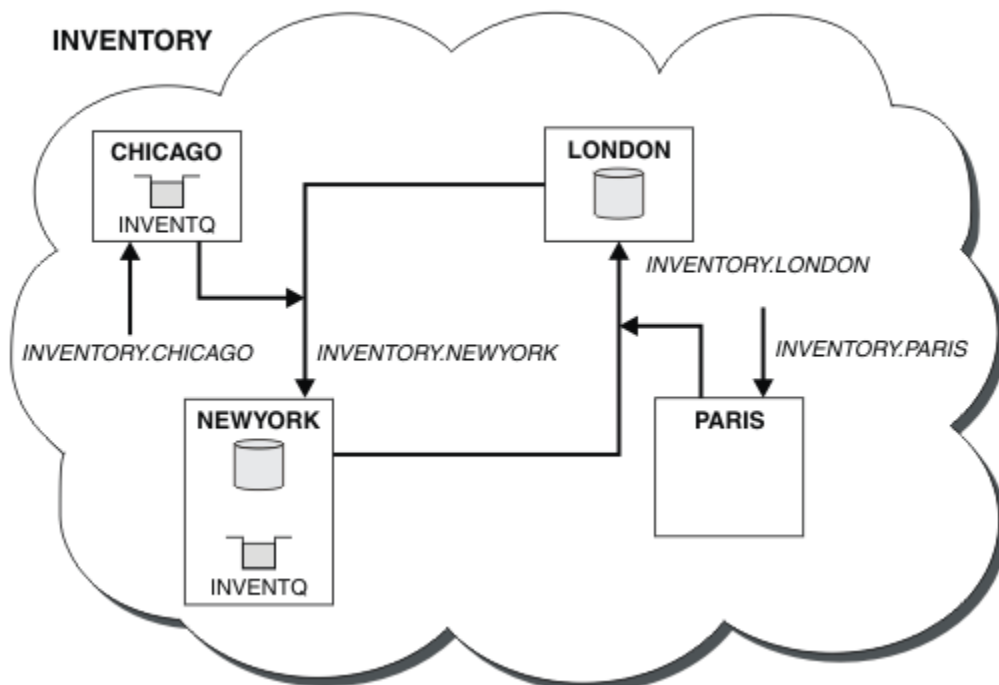 INVENTORY
CHICAGO
INVENTQ
LONDON
INVENTORY.LONDON
INVENTORY.CHICAGO
INVENTORY.NEWYORK
INVENTORY.PARIS
NEWYORK
INVENTQ
PARIS